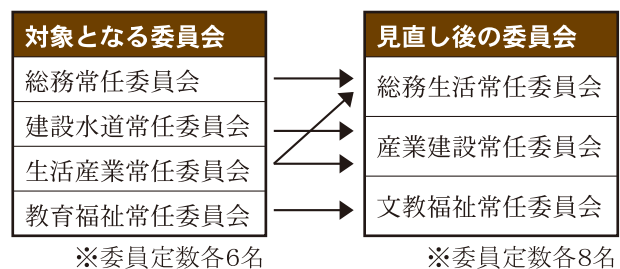 対象となる委員会
総務常任委員会
建設水道常任委員会
生活産業常任委員会
教育福祉常任委員会
※委員定数各6名
見直し後の委員会
総務生活常任委員会
産業建設常任委員会
文教福祉常任委員会
※委員定数各8名